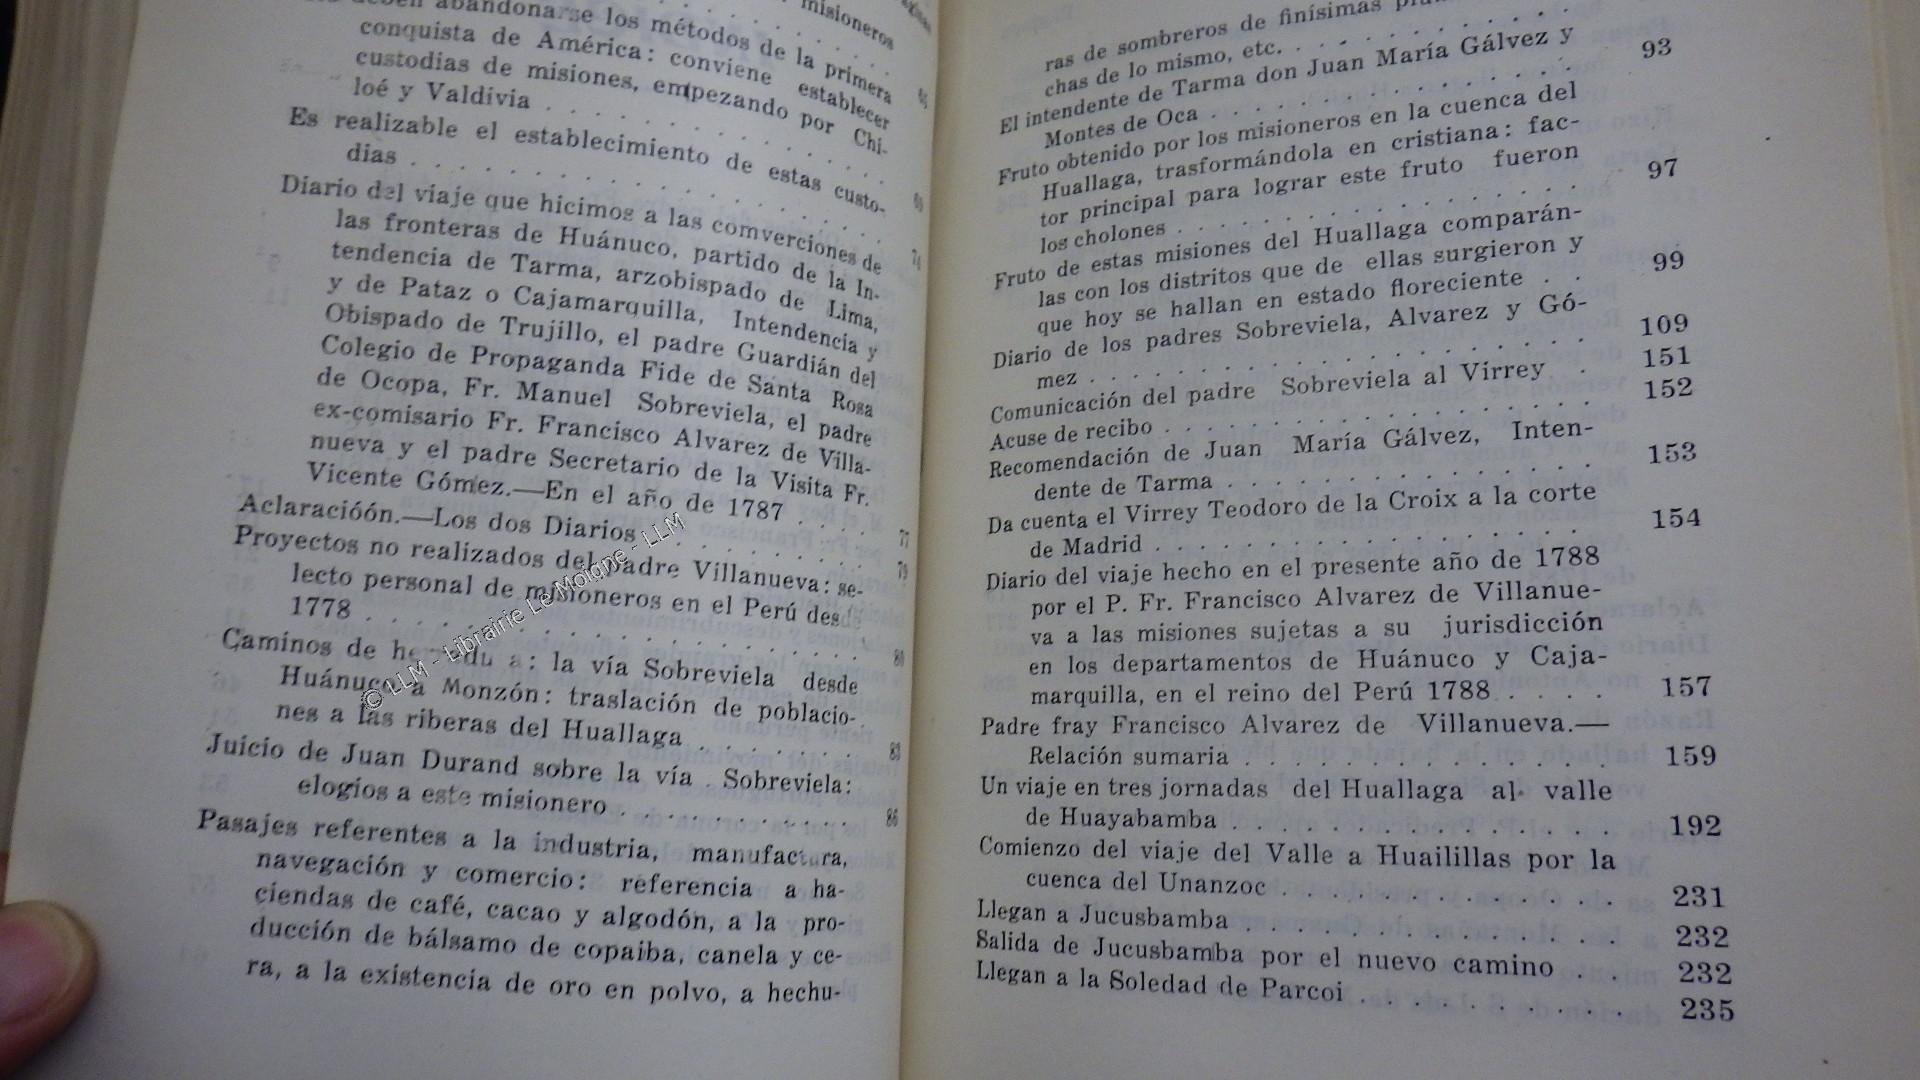 misioneros
deben abandonarse los métodos de la primera
conquista de América: conviene establecer
custodias de misiones, empezando por Chi-
loé y Valdivia . . . . . . . . . . . .
Es realizable el establecimiento de estas custo- 69
dias . . . . . . . . . . . . . . . . 74
Diario del viaje que hicimos a las comverciones de
las fronteras de Huánuco, partido de la In-
tendencia de Tarma, arzobispado de Lima,
y de Pataz o Cajamarquilla, Intendencia y
Obispado de Trujillo, el padre Guardián del
Colegio de Propaganda Fide de Santa Rosa
de Ocopa, Fr. Manuel Sobreviela, el padre
ex-comisario Fr. Francisco Alvarez de Villa-
nueva y el padre Secretario de la Visita Fr.
Vicente Gómez.—En el año de 1787 . . . . 77
Aclaracióón.—Los dos Diarios . . . . . . . . 79
Proyectos no realizados del padre Villanueva: se-
lecto personal de misioneros en el Perú desde
1778 . . . . . . . . . . . . . . . . 80
Caminos de : la vía Sobreviela desde
Huánuco a Monzón: traslación de poblacio-
nes a las riberas del Huallaga . . . . . . . 83
Juicio de Juan Durand sobre la vía . Sobreviela:
elogios a este misionero . . . . . . . . . 86
Pasajes referentes a la industria, manufactura,
navegación y comercio: referencia a ha-
ciendas de café, cacao y algodón, a la pro-
ducción de bálsamo de copaiba, canela y ce-
ra, a la existencia de oro en polvo, a hechu-
© LLM - Librairie Le Moigne - LLM
ras de sombreros de finísimas
chas de lo mismo, etc. . . . . . . . . . 93
El intendente de Tarma don Juan María Gálvez y
Montes de Oca . . . . . . . . . . . . 97
Fruto obtenido por los misioneros en la cuenca del
Huallaga, trasformándola en cristiana: fac-
tor principal para lograr este fruto fueron
los cholones . . . . . . . . . . . . . 99
Fruto de estas misiones del Huallaga comparán-
las con los distritos que de ellas surgieron y
que hoy se hallan en estado floreciente . . 109
Diario de los padres Sobreviela, Alvarez y Gó-
mez . . . . . . . . . . . . . . . . 151
Comunicación del padre Sobreviela al Virrey . 152
Acuse de recibo . . . . . . . . . . . . . 153
Recomendación de Juan María Gálvez, Inten-
dente de Tarma . . . . . . . . . . . . 154
Da cuenta el Virrey Teodoro de la Croix a la corte
de Madrid . . . . . . . . . . . . . .
Diario del viaje hecho en el presente año de 1788
por el P. Fr. Francisco Alvarez de Villanue-
va a las misiones sujetas a su jurisdicción
en los departamentos de Huánuco y Caja-
marquilla, en el reino del Perú 1788 . . . . 157
Padre fray Francisco Alvarez de Villanueva.—
Relación sumaria . . . . . . . . . . . 159
Un viaje en tres jornadas del Huallaga al valle
de Huayabamba . . . . . . . . . . . . 192
Comienzo del viaje del Valle a Huailillas por la
cuenca del Unanzoc . . . . . . . . . . 231
Llegan a Jucusbamba . . . . . . . . . . . 232
Salida de Jucusbamba por el nuevo camino . . 232
Llegan a la Soledad de Parcoi . . . . . . . . 235